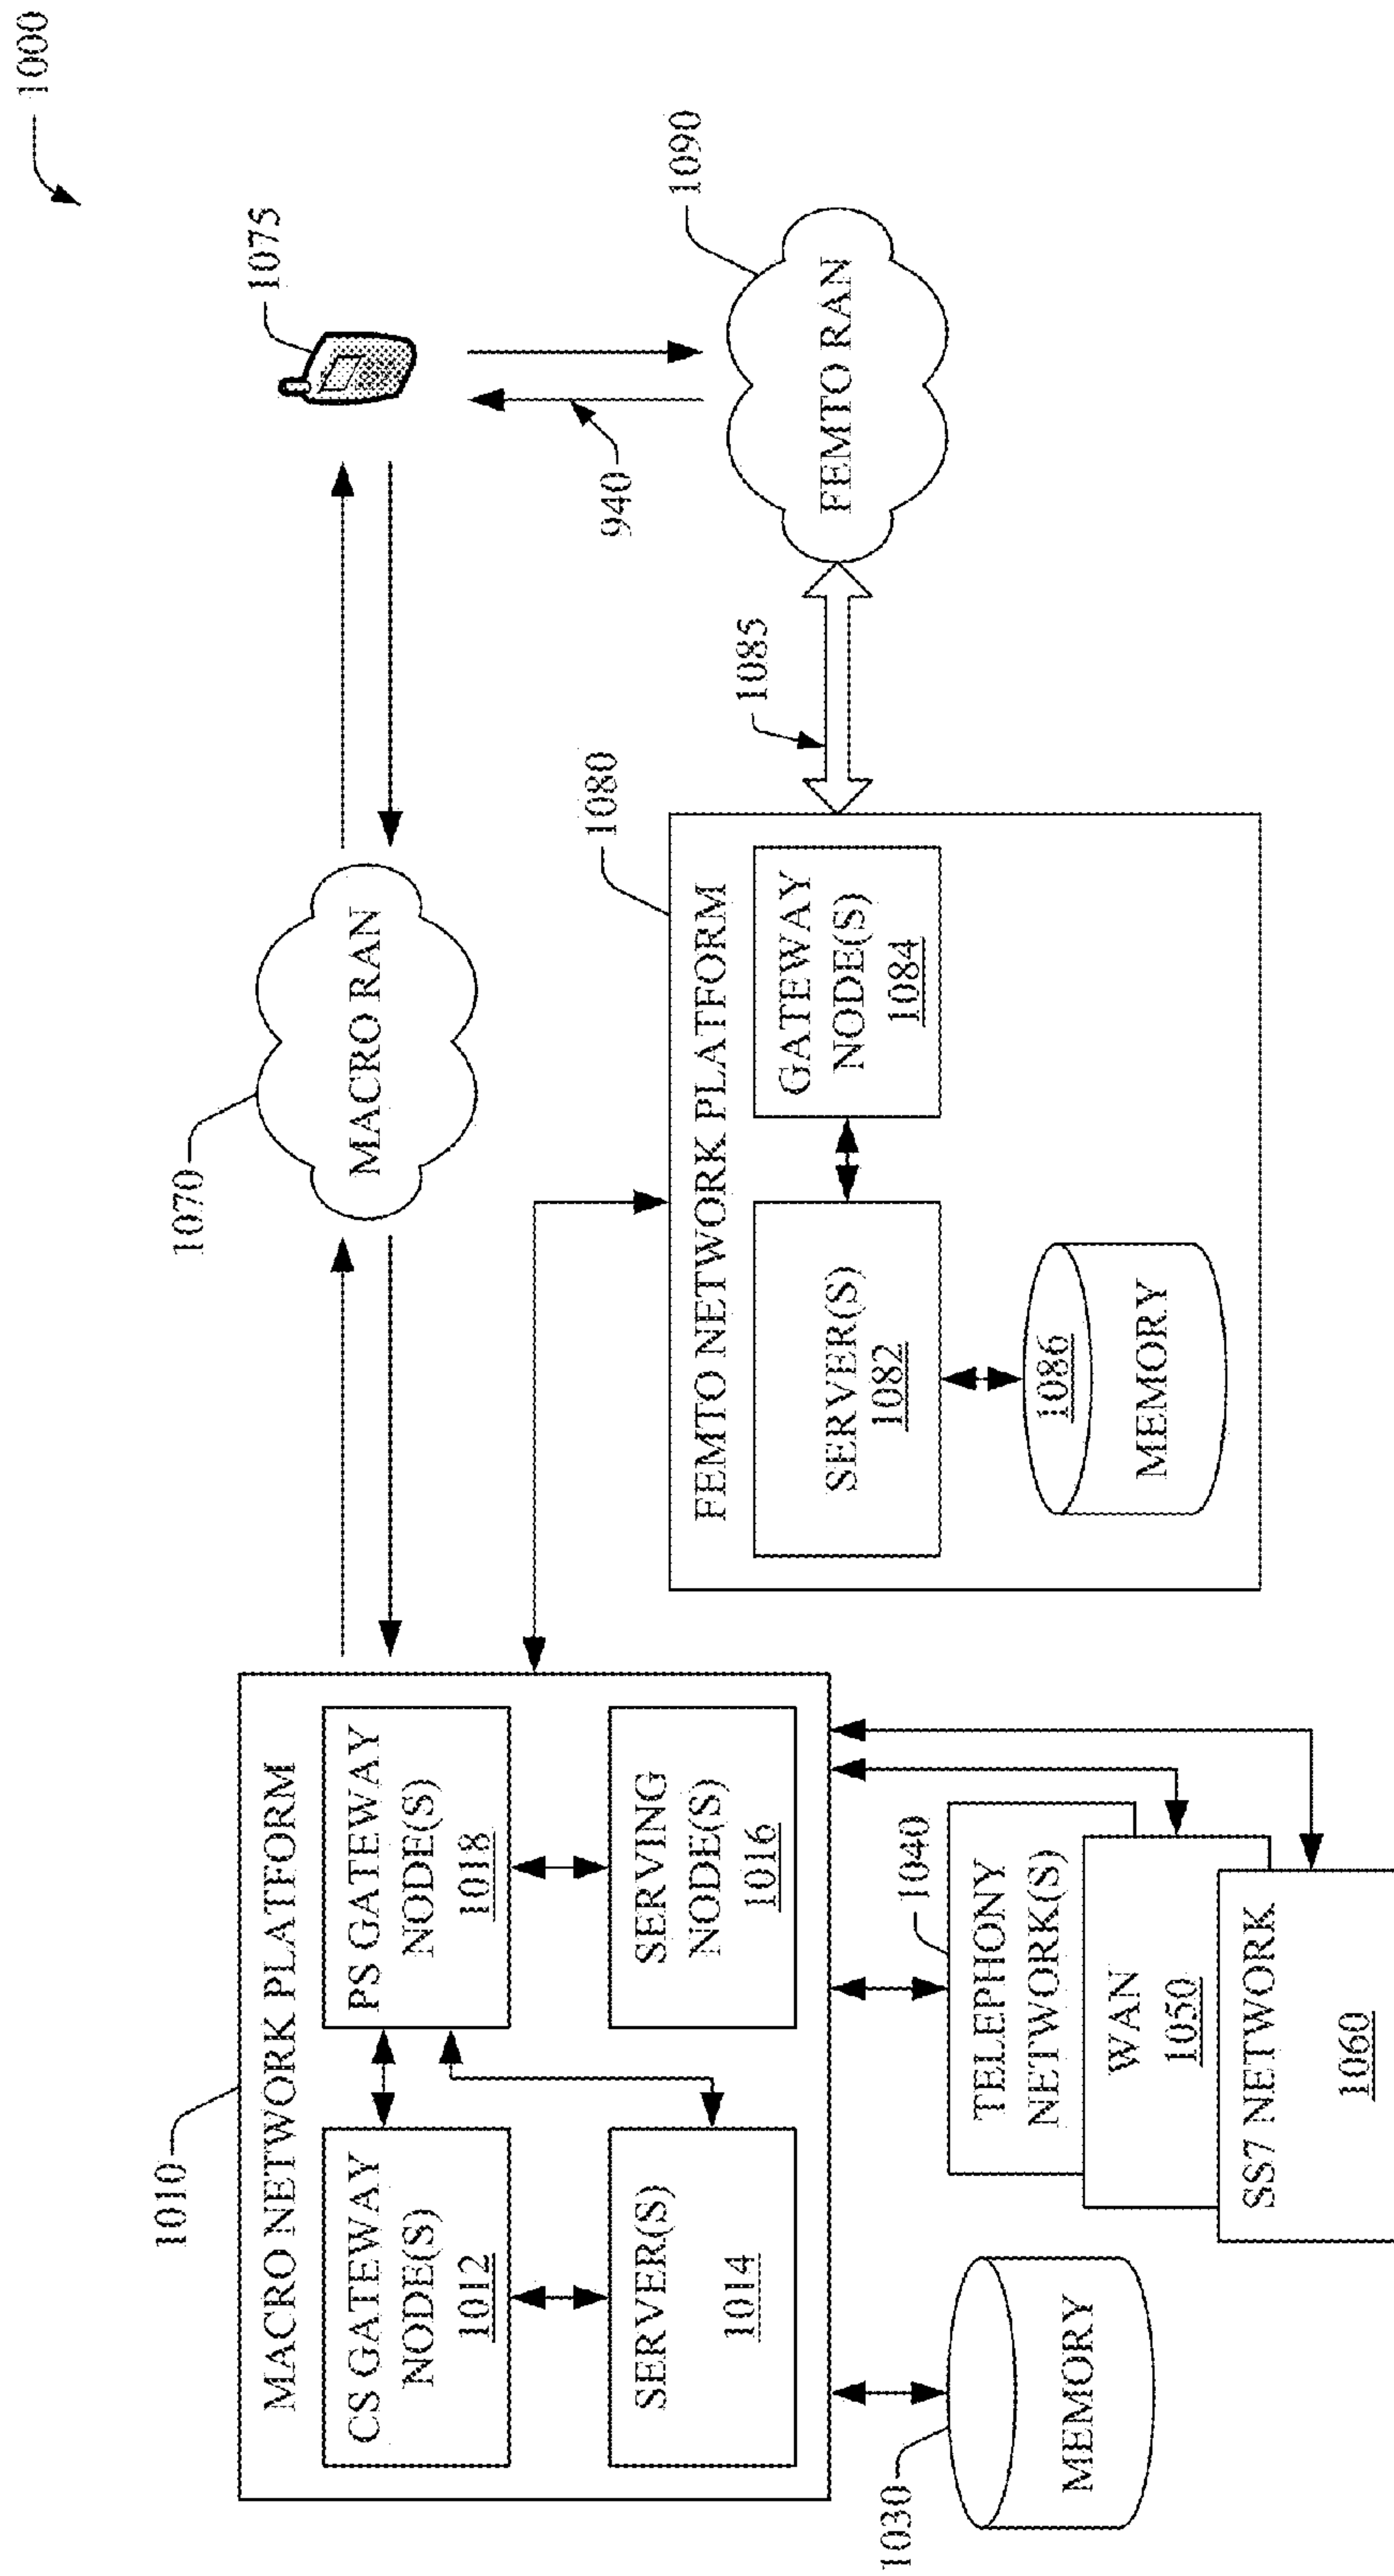 1000
1010
MACRO NETWORK PLATFORM
CS GATEWAY
NODE(S)
1012
PS GATEWAY
NODE(S)
1018
SERVER(S)
1014
SERVING
NODE(S)
1016
1030
MEMORY
1040
TELEPHONY
NETWORK(S)
WAN
1050
SS7 NETWORK
1060
1070
MACRO RAN
1075
1080
FEMTO NETWORK PLATFORM
SERVER(S)
1082
GATEWAY
NODE(S)
1084
1086
MEMORY
1085
940
1090
FEMTO RAN